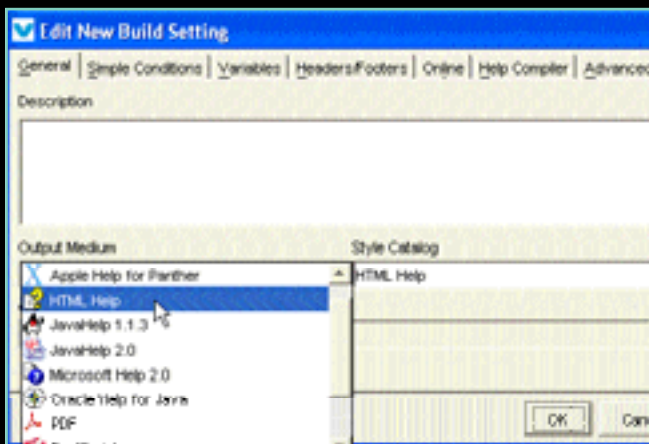 Edit New Build Setting
General Simple Conditions Variables Headers/Footers Online Help Compiler Advanced
Description
Output Medium Style Catalog
Apple Help for Panther HTML Help
HTML Help
JavaHelp 1.1.3
JavaHelp 2.0
Microsoft Help 2.0
Oracle Help for Java
PDF
OK Canc